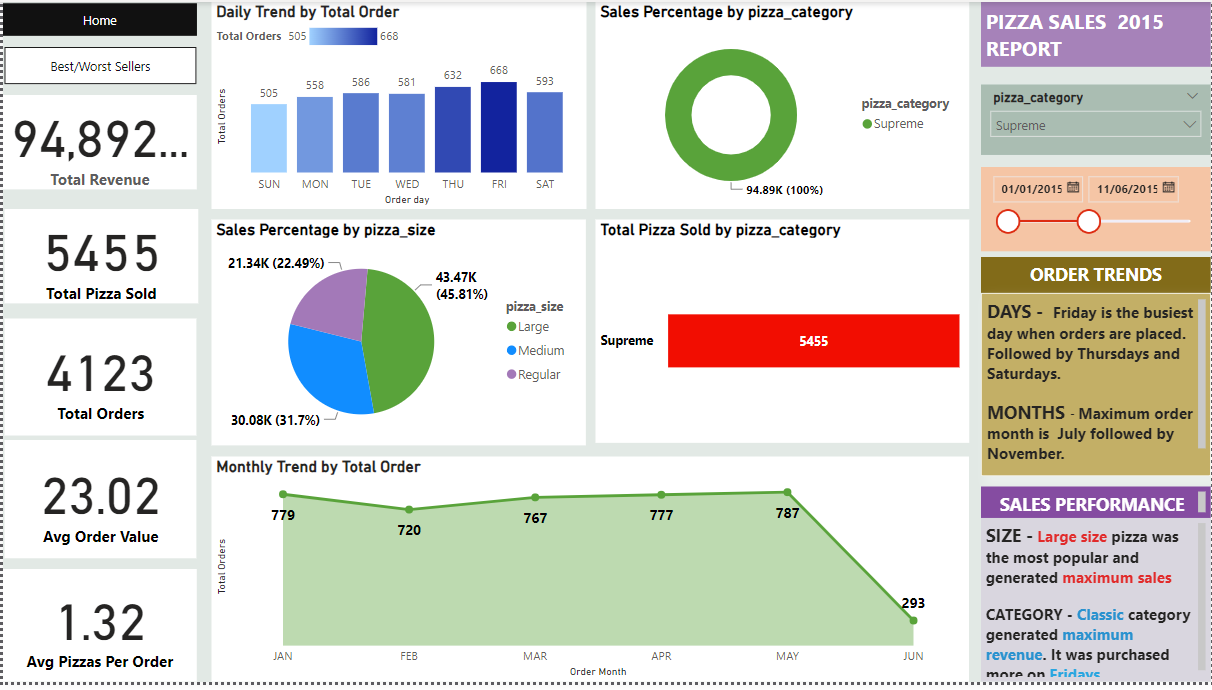 Home
Best/Worst Sellers
94,892...
Total Revenue
5455
Total Pizza Sold
4123
Total Orders
23.02
Avg Order Value
1.32
Avg Pizzas Per Order
Daily Trend by Total Order
Total Orders 505 668
Total Orders
505
558
586
581
632
668
593
SUN MON TUE WED THU FRI SAT
Order day
Sales Percentage by pizza_category
pizza_category
Supreme
94.89K (100%)
Sales Percentage by pizza_size
21.34K (22.49%)
43.47K
(45.81%)
30.08K (31.7%)
pizza_size
Large
Medium
Regular
Total Pizza Sold by pizza_category
Supreme
5455
Monthly Trend by Total Order
Total Orders
779
720
767
777
787
293
JAN FEB MAR APR MAY JUN
Order Month
PIZZA SALES 2015
REPORT
pizza_category
Supreme
01/01/2015 11/06/2015
ORDER TRENDS
DAYS - Friday is the busiest
day when orders are placed.
Followed by Thursdays and
Saturdays.
MONTHS - Maximum order
month is July followed by
November.
SALES PERFORMANCE
SIZE - Large size pizza was
the most popular and
generated maximum sales
CATEGORY - Classic category
generated maximum
revenue. It was purchased
more on Fridays